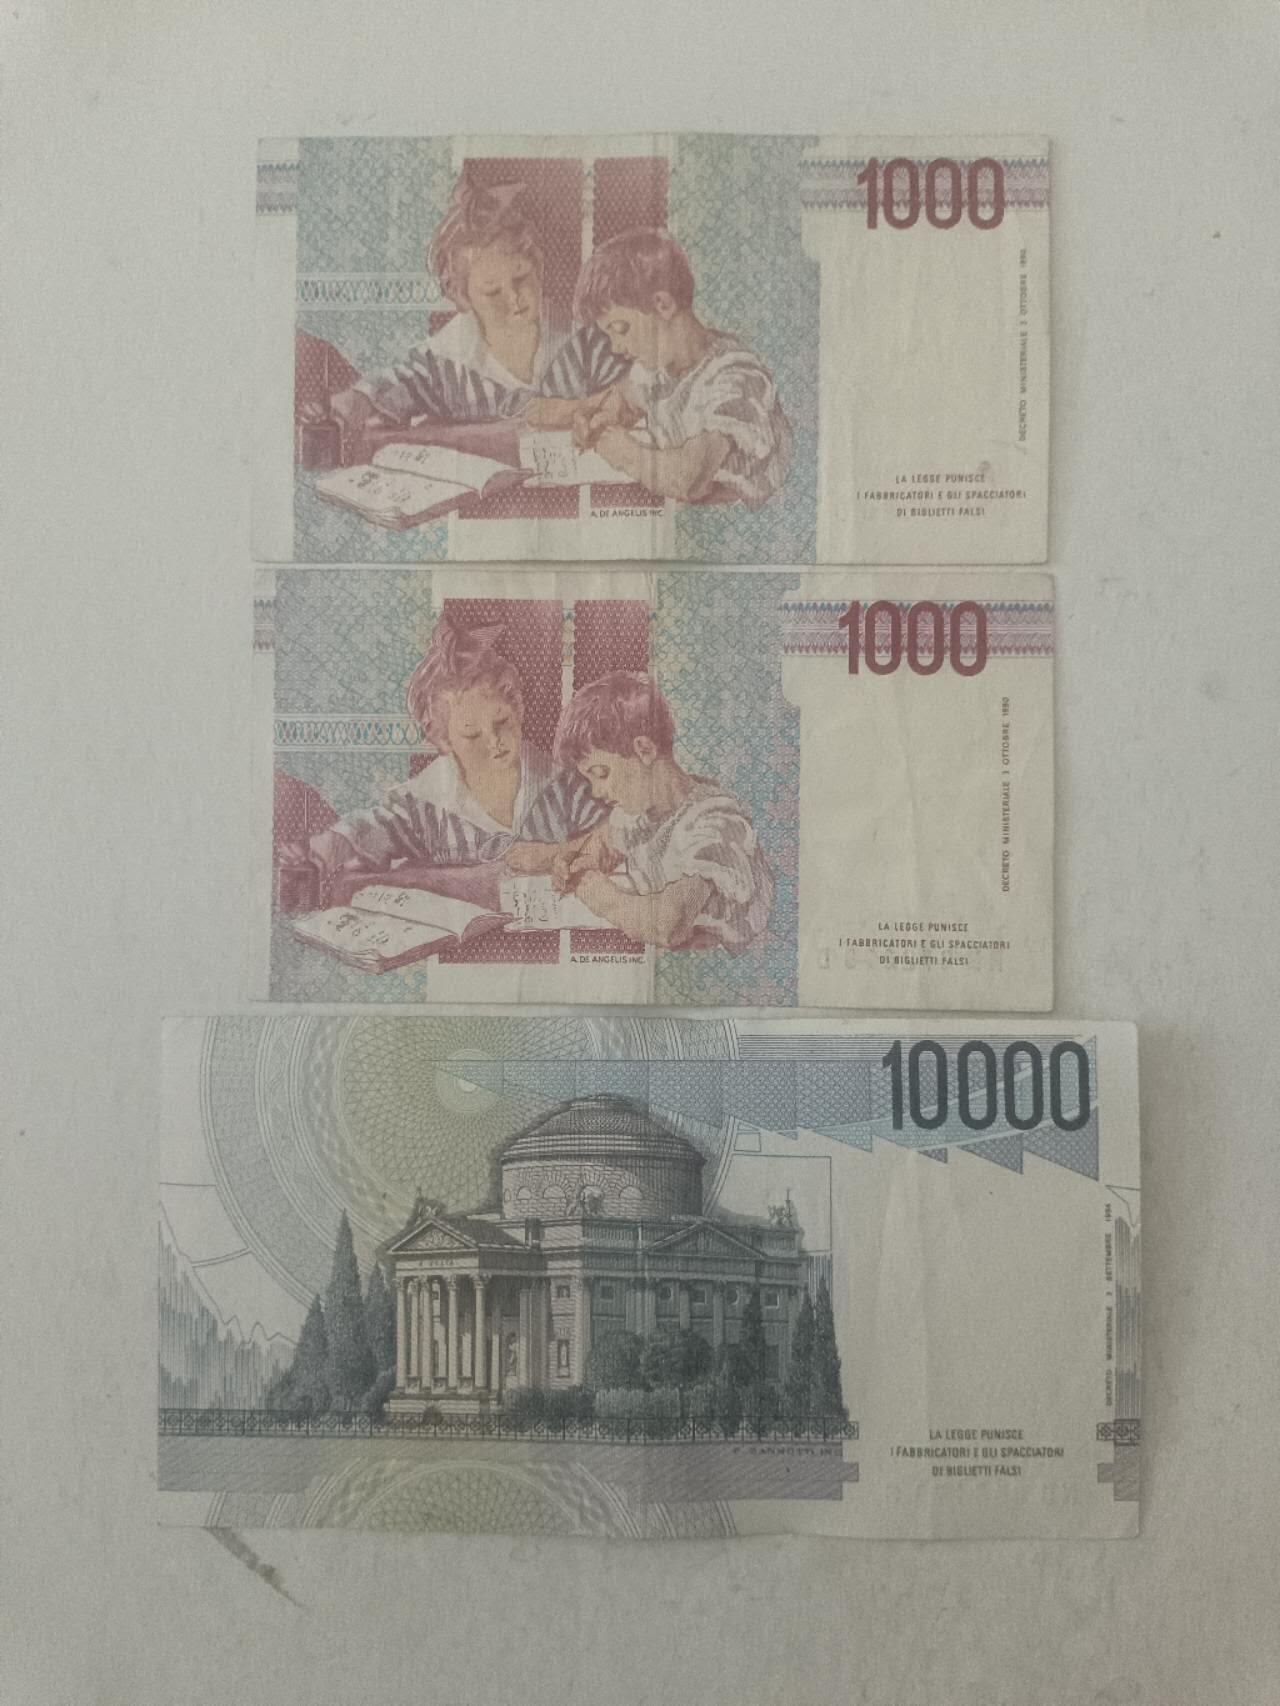 1000
DECRETO MINISTERIALE 3 OTTOBRE 1990
LA LEGGE PUNISCE
I FABBRICATORI E GLI SPACCIATORI
DI BIGLIETTI FALSI
A. DE ANGELIS INC.
1000
DECRETO MINISTERIALE 3 OTTOBRE 1990
LA LEGGE PUNISCE
I FABBRICATORI E GLI SPACCIATORI
DI BIGLIETTI FALSI
A. DE ANGELIS INC.
10000
DECRETO MINISTERIALE 3 SETTEMBRE 1984
LA LEGGE PUNISCE
I FABBRICATORI E GLI SPACCIATORI
DI BIGLIETTI FALSI